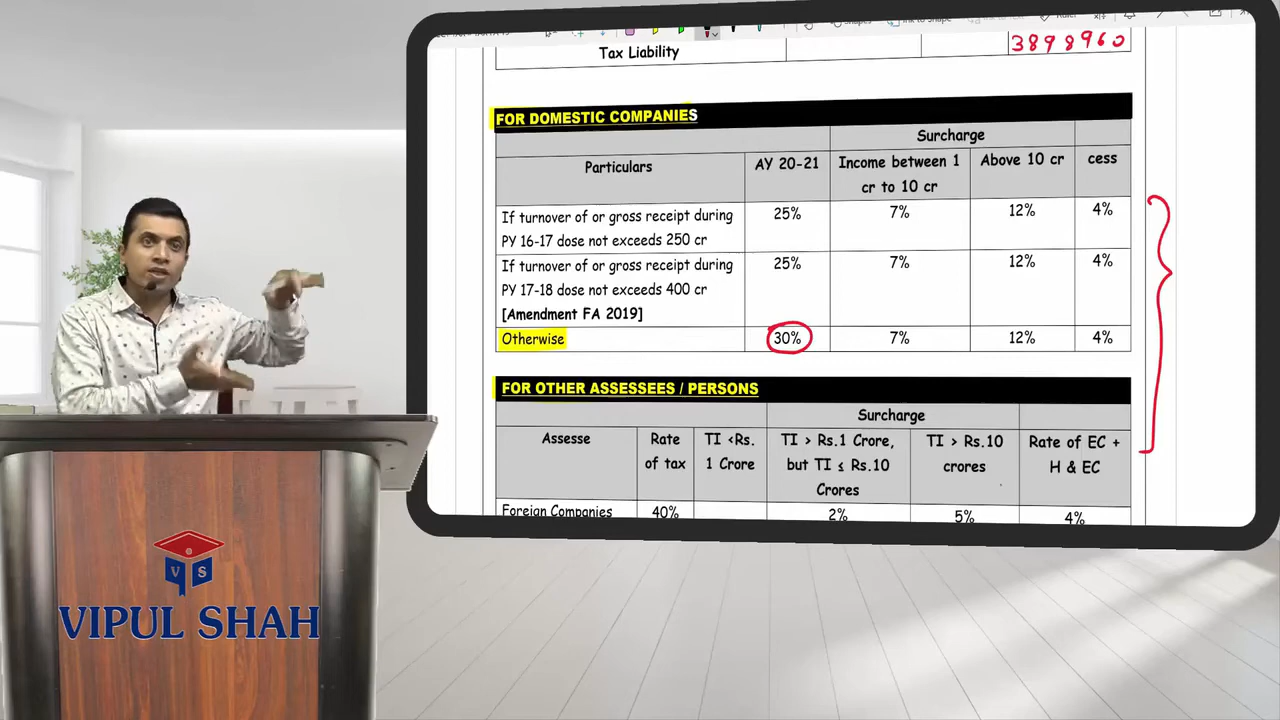 3898960
Tax Liability
FOR DOMESTIC COMPANIES
Surcharge
Particulars
AY 20-21
Income between 1
cr to 10 cr
Above 10 cr
cess
If turnover of or gross receipt during
PY 16-17 dose not exceeds 250 cr
25%
7%
12%
4%
If turnover of or gross receipt during
PY 17-18 dose not exceeds 400 cr
[Amendment FA 2019]
25%
7%
12%
4%
Otherwise
30%
7%
12%
4%
FOR OTHER ASSESSEES / PERSONS
Surcharge
Assesse
Rate
of tax
TI <Rs.
1 Crore
TI > Rs.1 Crore,
but TI ≤ Rs.10
Crores
TI > Rs.10
crores
Rate of EC +
H & EC
Foreign Companies
40%
2%
5%
4%
V S
VIPUL SHAH